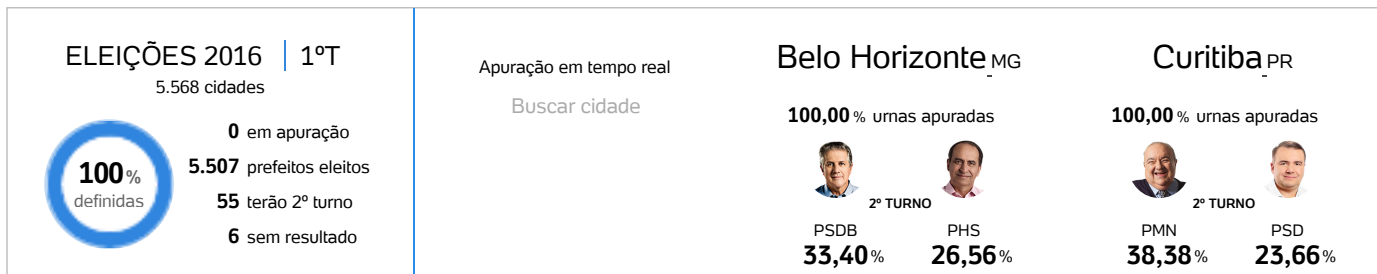 ELEIÇÕES 2016 | 1ºT
5.568 cidades
100% definidas
0 em apuração
5.507 prefeitos eleitos
55 terão 2º turno
6 sem resultado
Apuração em tempo real
Buscar cidade
Belo Horizonte MG
100,00 % urnas apuradas
2º TURNO
PSDB
33,40%
PHS
26,56%
Curitiba PR
100,00 % urnas apuradas
2º TURNO
PMN
38,38%
PSD
23,66%